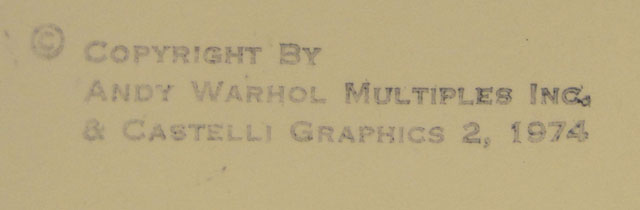 © COPYRIGHT BY
ANDY WARHOL MULTIPLES INC.
& CASTELLI GRAPHICS 2, 1974